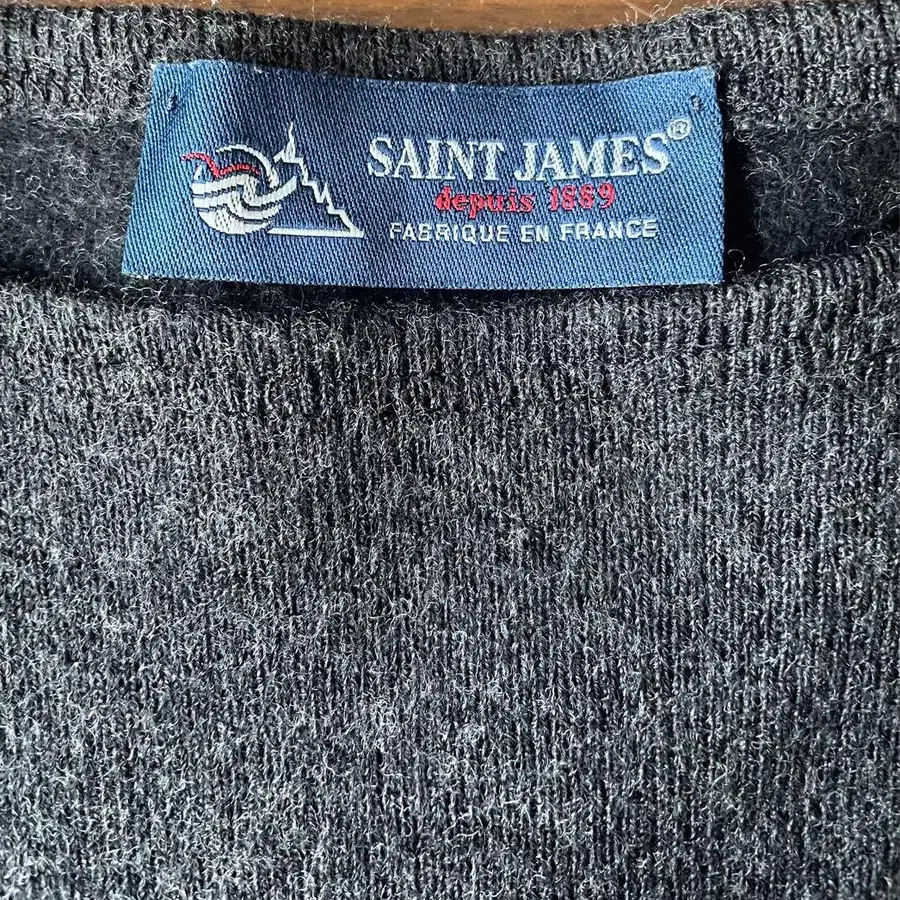 SAINT JAMES®
depuis 1889
FABRIQUE EN FRANCE